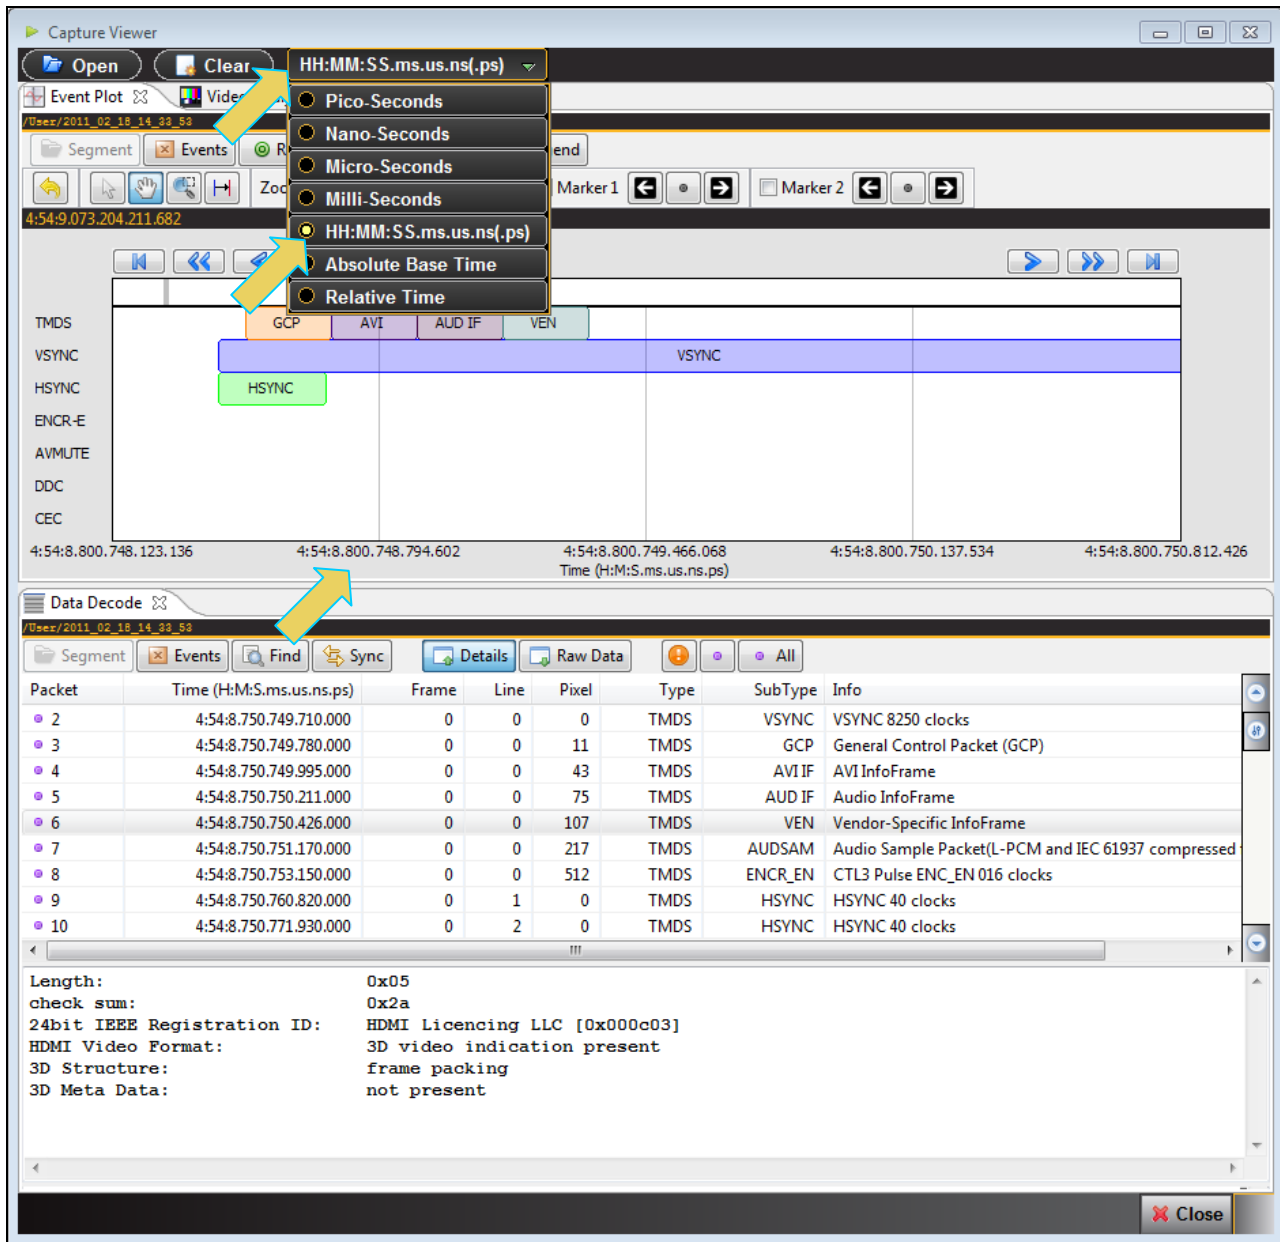 Capture Viewer
Open Clear HH:MM:SS.ms.us.ns(.ps)
Event Plot
/User/2011_02_18_14_33_53
Pico-Seconds
Nano-Seconds
Micro-Seconds
Milli-Seconds
HH:MM:SS.ms.us.ns(.ps)
Absolute Base Time
Relative Time
Segment Events
Marker 1 Marker 2
4:54:9.073.204.211.682
TMDS GCP AVI AUD IF VEN
VSYNC VSYNC
HSYNC HSYNC
ENCR-E
AVMUTE
DDC
CEC
4:54:8.800.748.123.136 4:54:8.800.748.794.602 4:54:8.800.749.466.068 4:54:8.800.750.137.534 4:54:8.800.750.812.426
Time (H:M:S.ms.us.ns.ps)
Data Decode
/User/2011_02_18_14_33_53
Segment Events Find Sync Details Raw Data All
Packet Time (H:M:S.ms.us.ns.ps) Frame Line Pixel Type SubType Info
2 4:54:8.750.749.710.000 0 0 0 TMDS VSYNC VSYNC 8250 clocks
3 4:54:8.750.749.780.000 0 0 11 TMDS GCP General Control Packet (GCP)
4 4:54:8.750.749.995.000 0 0 43 TMDS AVI IF AVI InfoFrame
5 4:54:8.750.750.211.000 0 0 75 TMDS AUD IF Audio InfoFrame
6 4:54:8.750.750.426.000 0 0 107 TMDS VEN Vendor-Specific InfoFrame
7 4:54:8.750.751.170.000 0 0 217 TMDS AUDSAM Audio Sample Packet(L-PCM and IEC 61937 compressed
8 4:54:8.750.753.150.000 0 0 512 TMDS ENCR_EN CTL3 Pulse ENC_EN 016 clocks
9 4:54:8.750.760.820.000 0 1 0 TMDS HSYNC HSYNC 40 clocks
10 4:54:8.750.771.930.000 0 2 0 TMDS HSYNC HSYNC 40 clocks
Length: 0x05
check sum: 0x2a
24bit IEEE Registration ID: HDMI Licencing LLC [0x000c03]
HDMI Video Format: 3D video indication present
3D Structure: frame packing
3D Meta Data: not present
Close